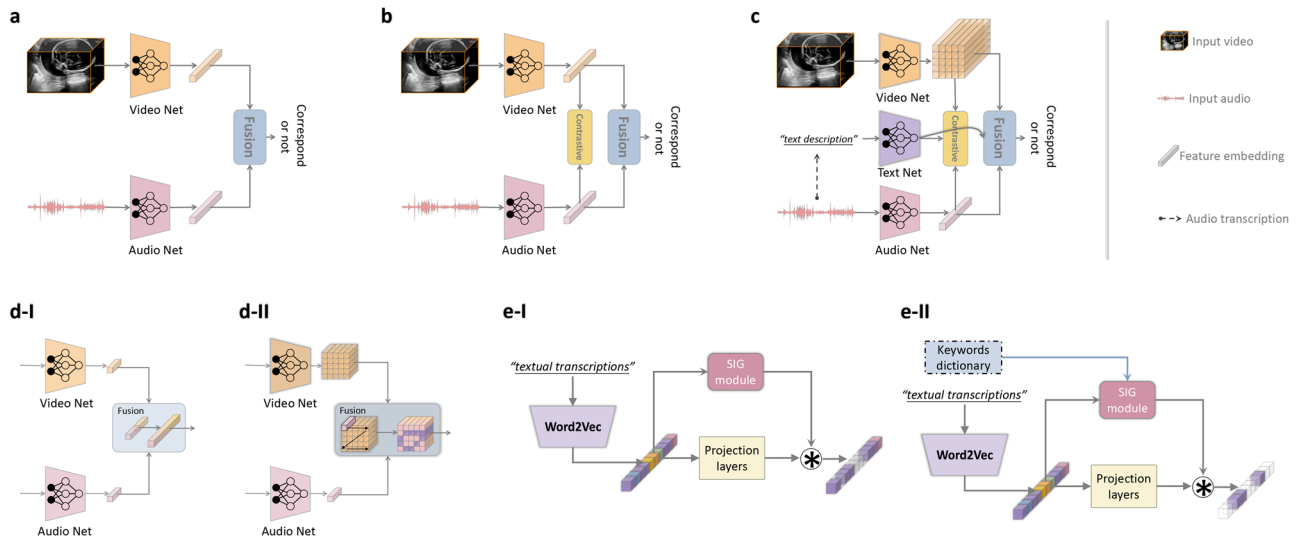 a
Video Net
Fusion
Correspond
or not
Audio Net
b
Video Net
Contrastive
Fusion
Correspond
or not
Audio Net
c
Video Net
"text description"
Text Net
Contrastive
Fusion
Correspond
or not
Audio Net
Input video
Input audio
Feature embedding
Audio transcription
d-I
Video Net
Fusion
Audio Net
d-II
Video Net
Fusion
Audio Net
e-I
"textual transcriptions"
Word2Vec
SIG
module
Projection
layers
*
e-II
Keywords
dictionary
"textual transcriptions"
Word2Vec
SIG
module
Projection
layers
*